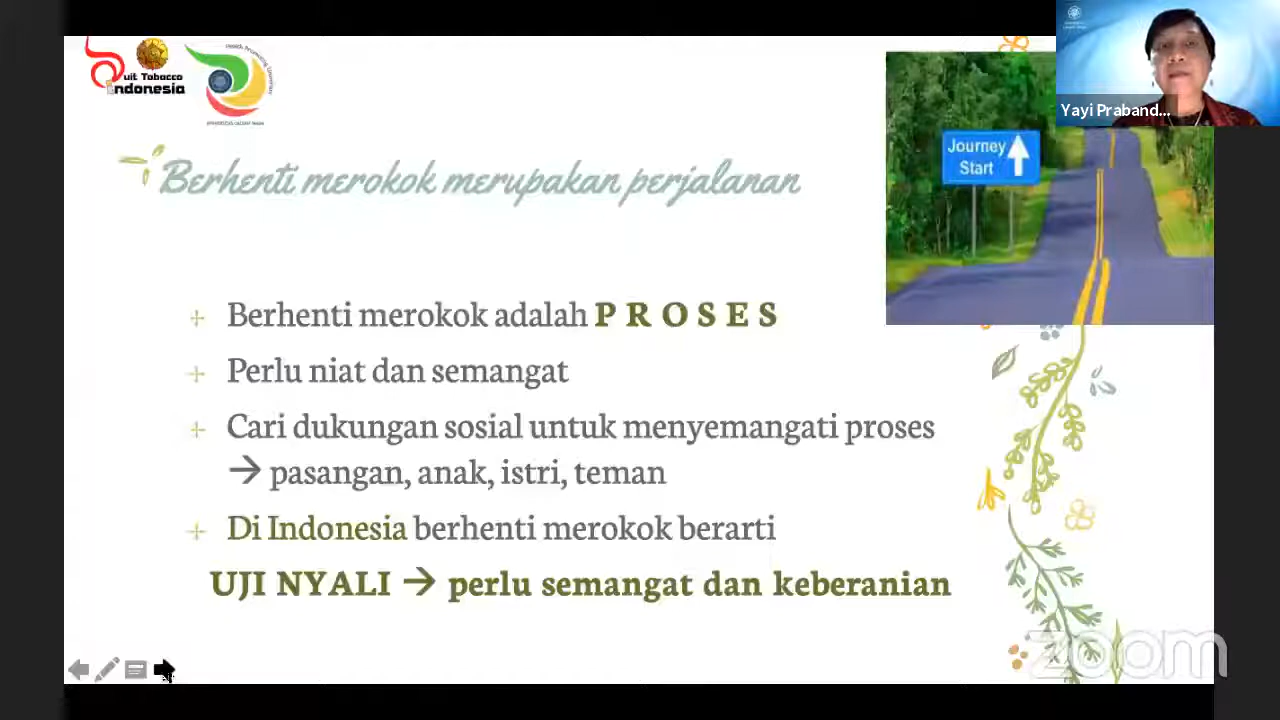 uit Tobacco
indonesia
Yayi Praband...
Journey
Start
Berhenti merokok merupakan perjalanan
Berhenti merokok adalah P R O S E S
Perlu niat dan semangat
Cari dukungan sosial untuk menyemangati proses
→ pasangan, anak, istri, teman
Di Indonesia berhenti merokok berarti
UJI NYALI → perlu semangat dan keberanian
zoom